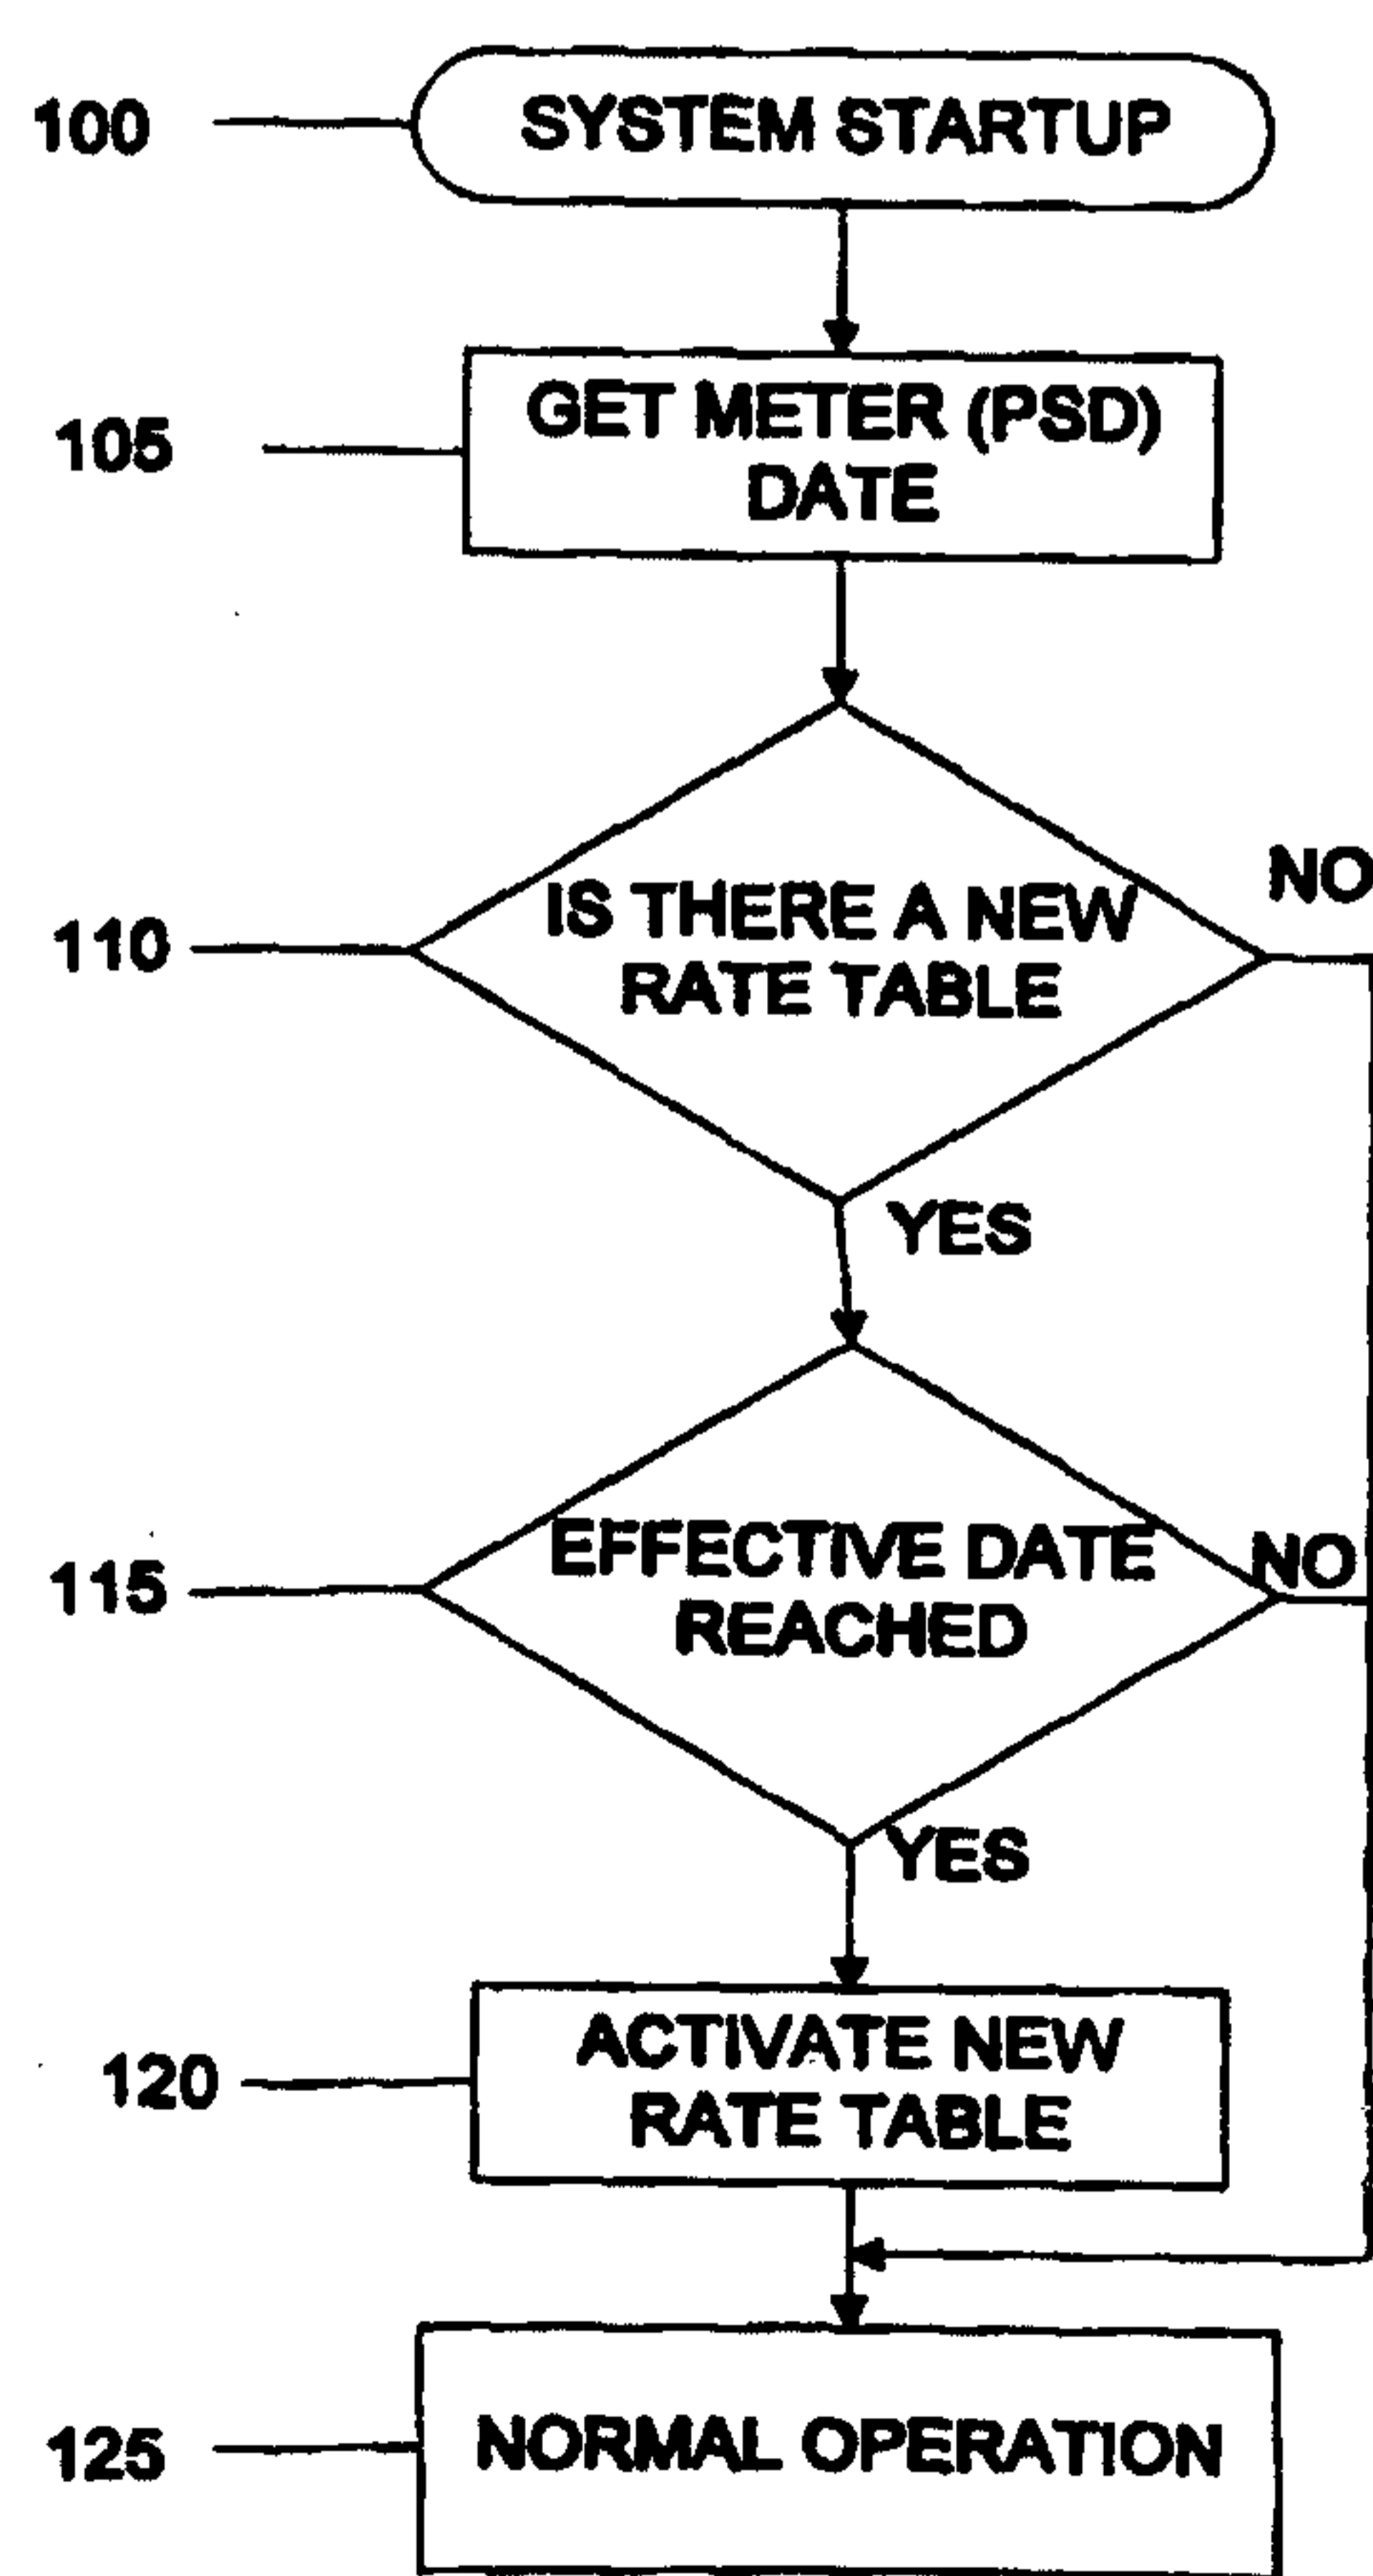 100
SYSTEM STARTUP
105
GET METER (PSD)
DATE
110
IS THERE A NEW
RATE TABLE
NO
YES
115
EFFECTIVE DATE
REACHED
NO
YES
120
ACTIVATE NEW
RATE TABLE
125
NORMAL OPERATION